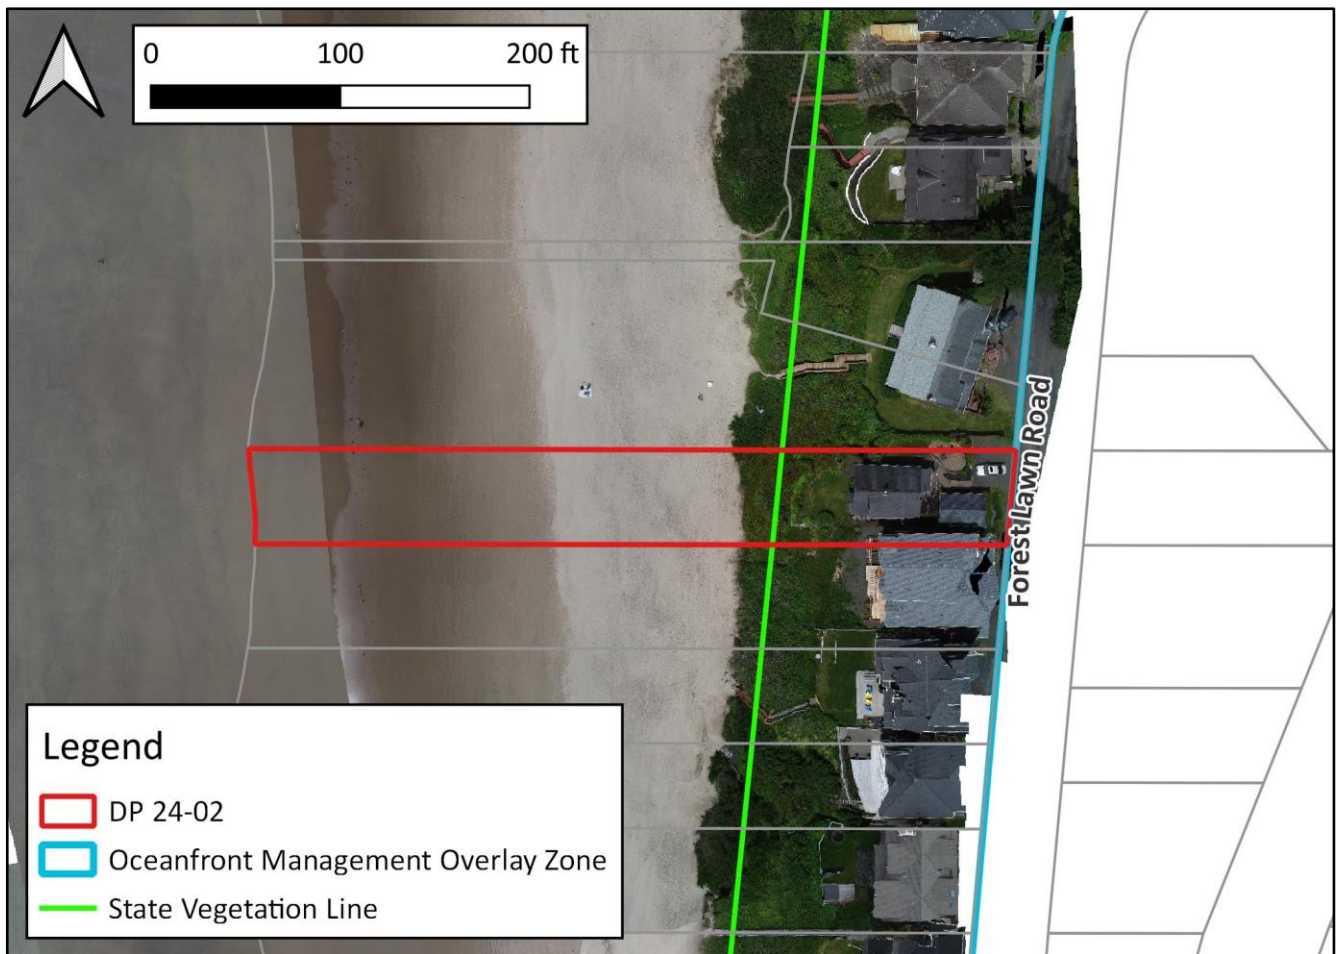 0 100 200 ft
Forest Lawn Road
Legend
DP 24-02
Oceanfront Management Overlay Zone
State Vegetation Line